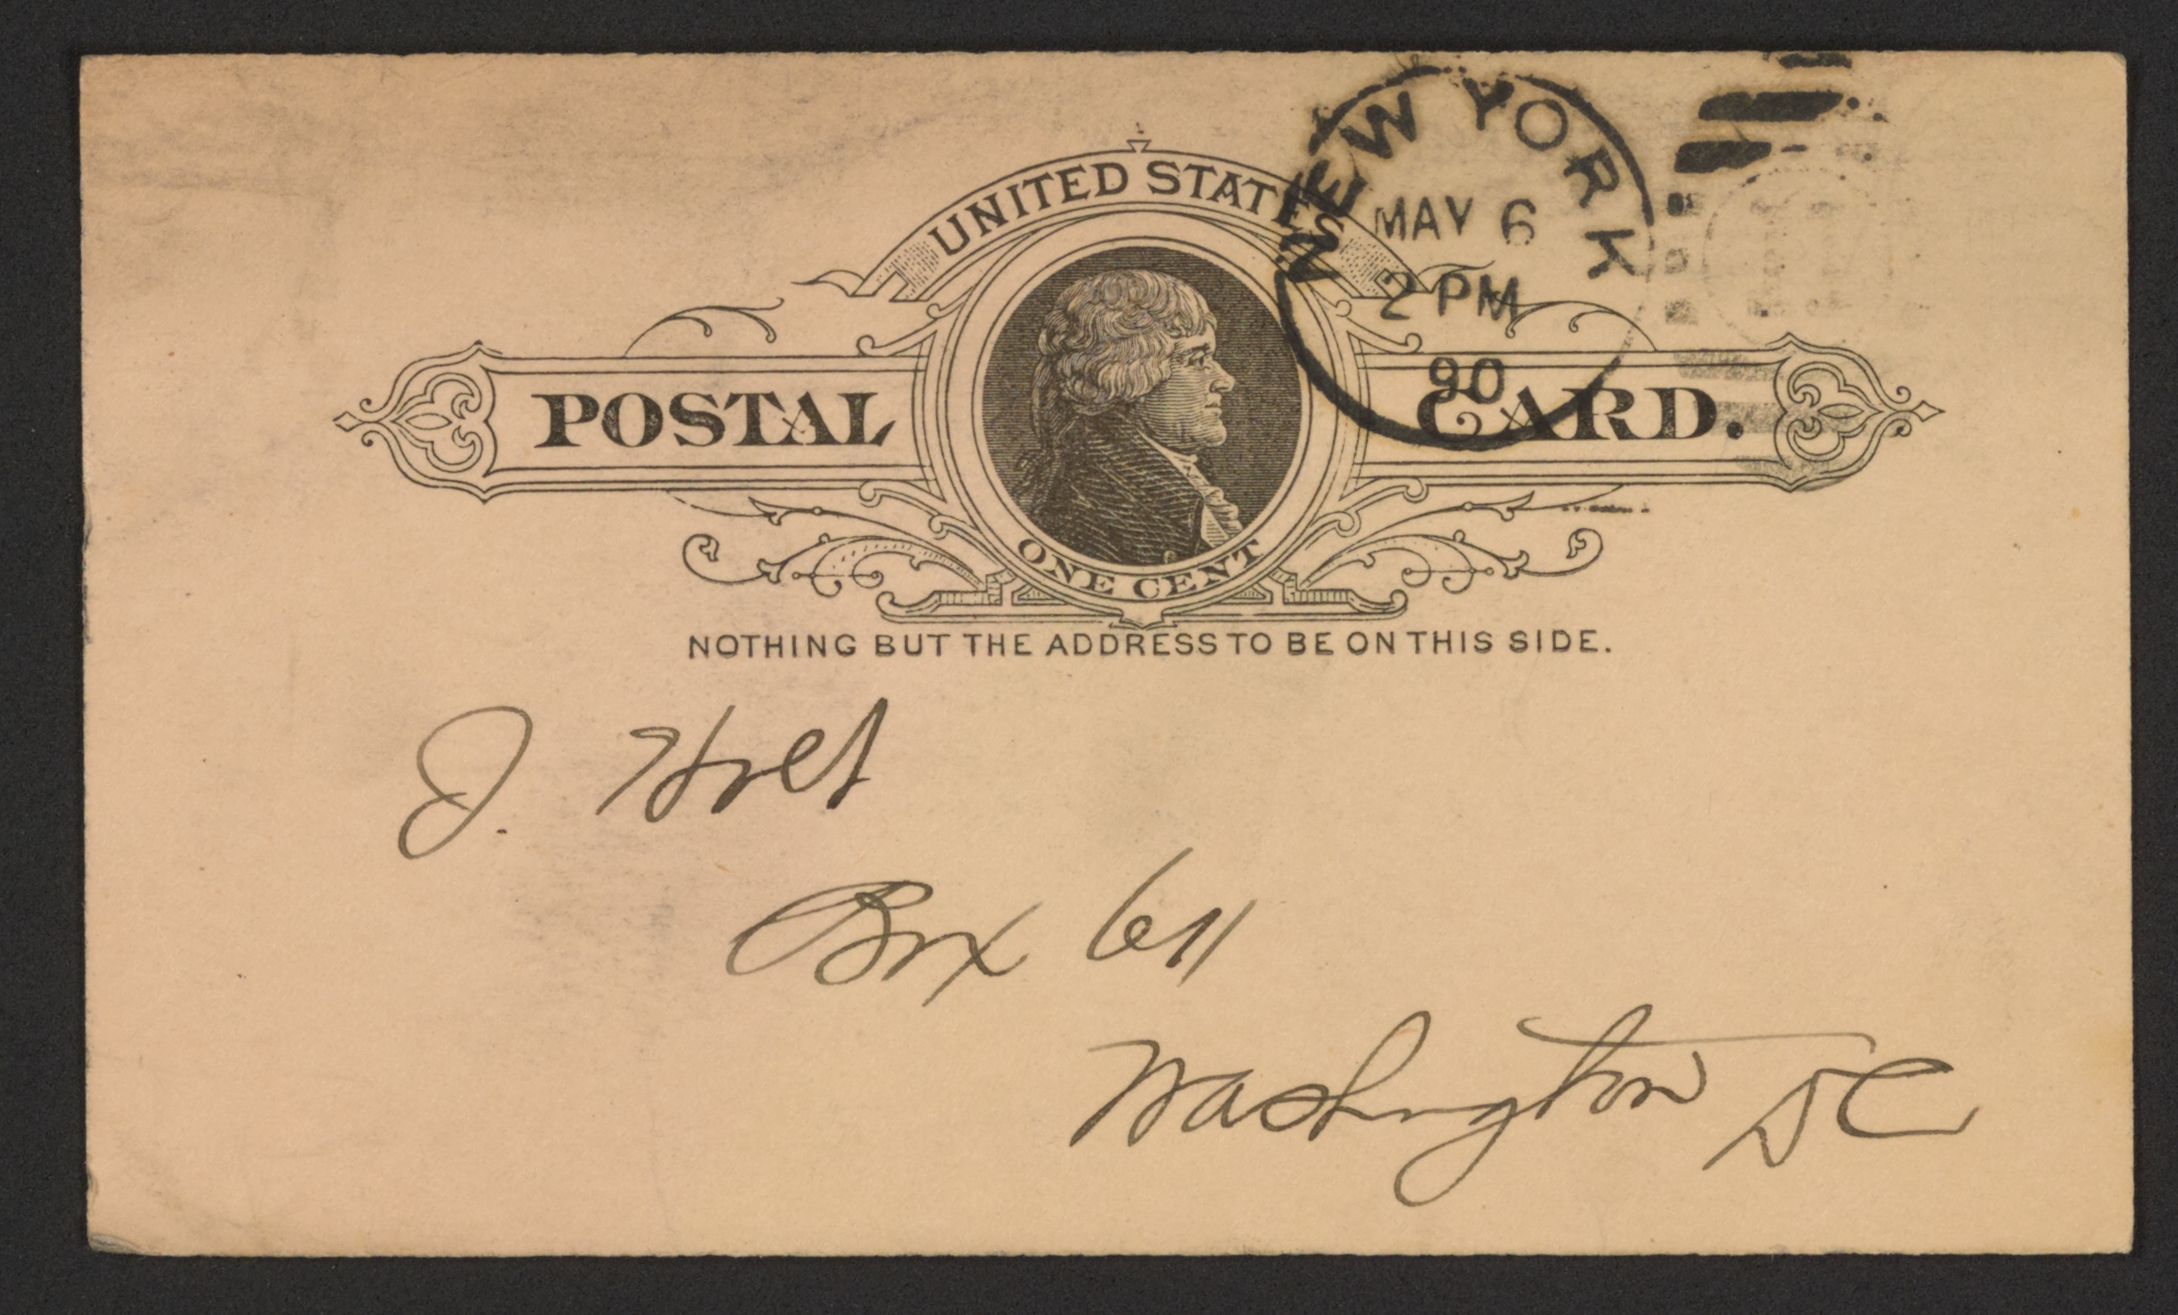 UNITED STATES
POSTAL CARD.
ONE CENT
NEW YORK
MAY 6
2 PM
90
NOTHING BUT THE ADDRESS TO BE ON THIS SIDE.
J. Holt
Box 611
Washington DC